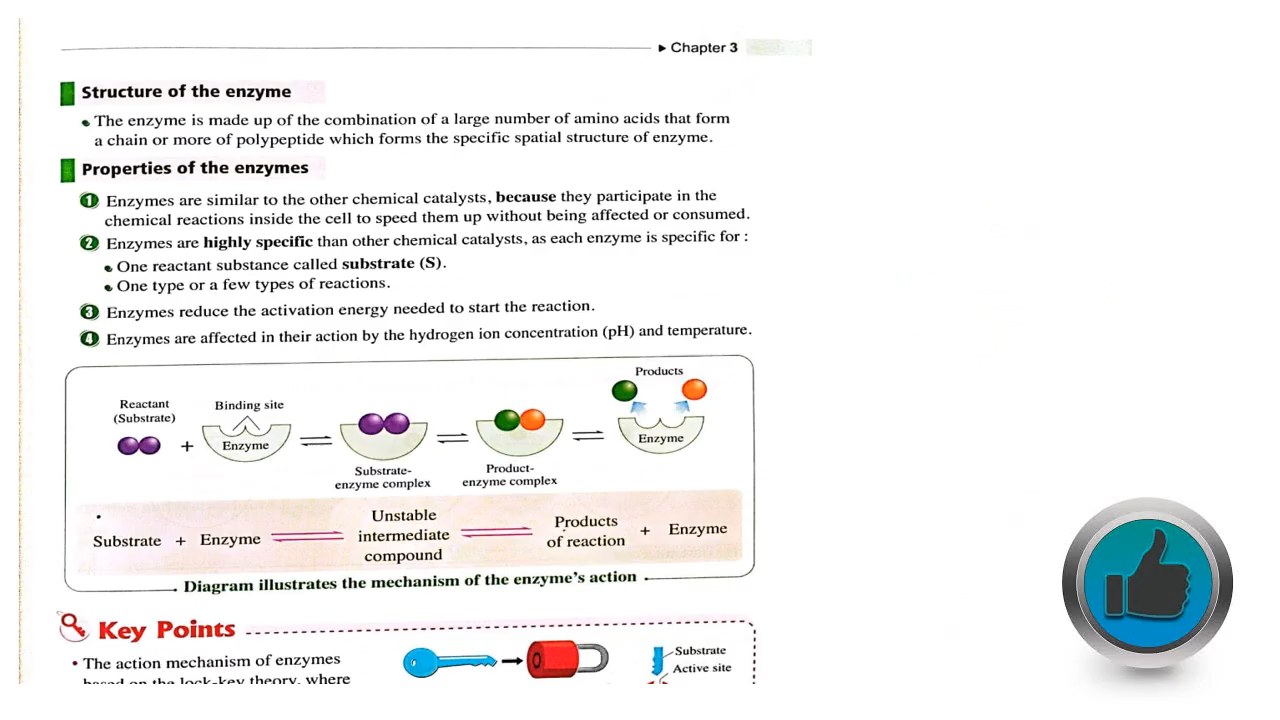 ▶ Chapter 3
Structure of the enzyme
• The enzyme is made up of the combination of a large number of amino acids that form
a chain or more of polypeptide which forms the specific spatial structure of enzyme.
Properties of the enzymes
1 Enzymes are similar to the other chemical catalysts, because they participate in the
chemical reactions inside the cell to speed them up without being affected or consumed.
2 Enzymes are highly specific than other chemical catalysts, as each enzyme is specific for :
• One reactant substance called substrate (S).
• One type or a few types of reactions.
3 Enzymes reduce the activation energy needed to start the reaction.
4 Enzymes are affected in their action by the hydrogen ion concentration (pH) and temperature.
Reactant
(Substrate)
+
Binding site
Enzyme
Substrate-
enzyme complex
Product-
enzyme complex
Products
Enzyme
Substrate + Enzyme
Unstable
intermediate
compound
Products
of reaction
+ Enzyme
Diagram illustrates the mechanism of the enzyme's action
Key Points
• The action mechanism of enzymes
based on the lock-key theory, where
Substrate
Active site